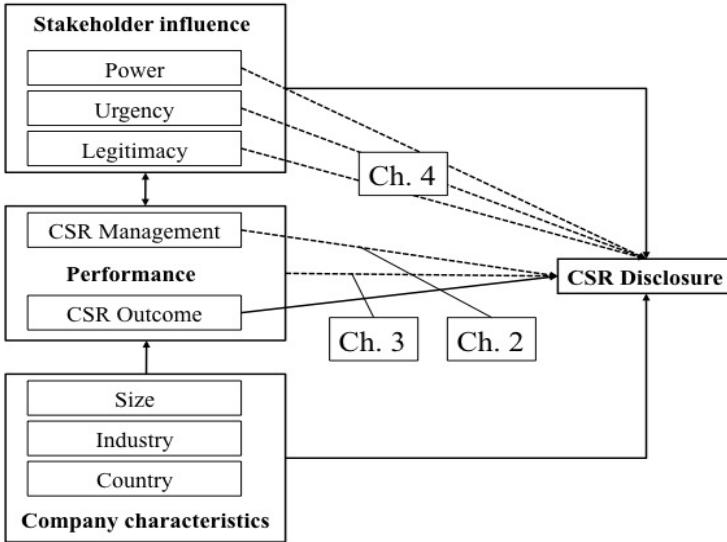 Stakeholder influence
Power
Urgency
Legitimacy
Ch. 4
CSR Management
Performance
CSR Disclosure
CSR Outcome
Ch. 3
Ch. 2
Size
Industry
Country
Company characteristics